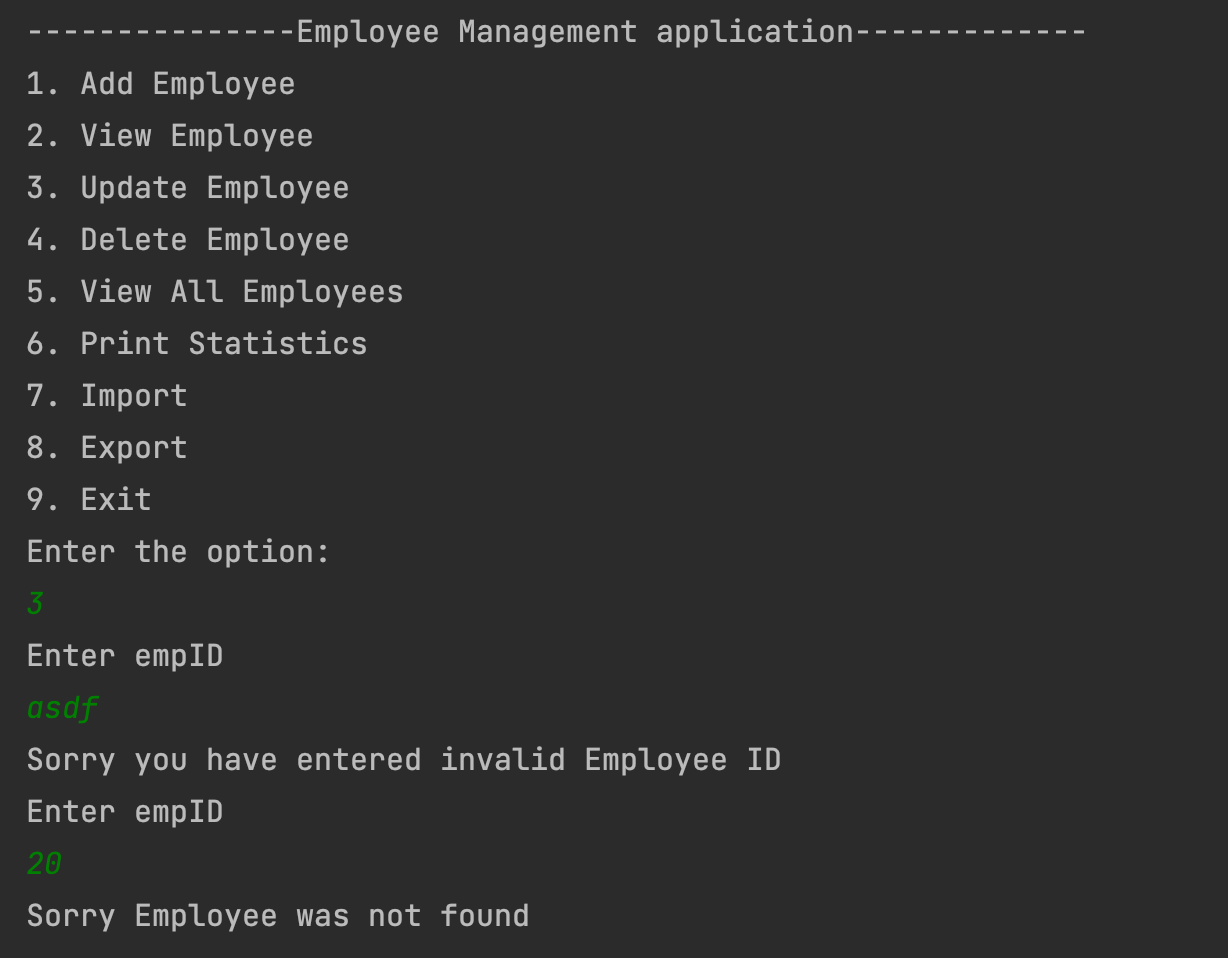 ---------------Employee Management application-------------
1. Add Employee
2. View Employee
3. Update Employee
4. Delete Employee
5. View All Employees
6. Print Statistics
7. Import
8. Export
9. Exit
Enter the option:
3
Enter empID
asdf
Sorry you have entered invalid Employee ID
Enter empID
20
Sorry Employee was not found